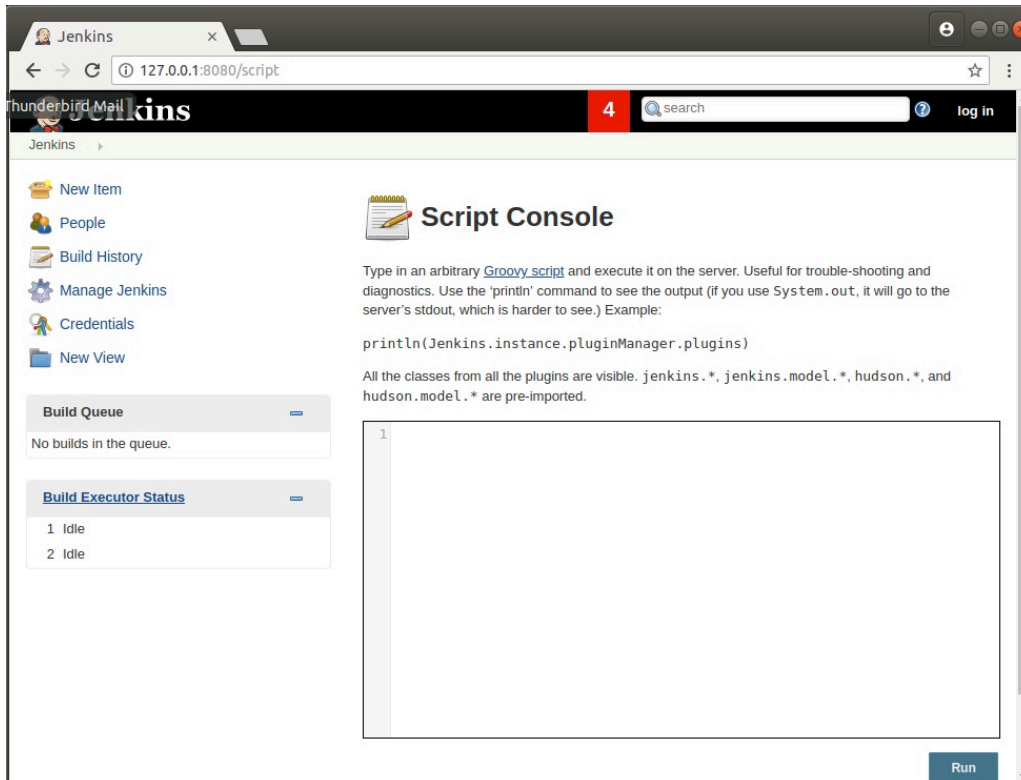 Jenkins
127.0.0.1:8080/script
Thunderbird Mail
Jenkins
4
search
log in
Jenkins
New Item
People
Build History
Manage Jenkins
Credentials
New View
Build Queue
No builds in the queue.
Build Executor Status
1 Idle
2 Idle
Script Console
Type in an arbitrary Groovy script and execute it on the server. Useful for trouble-shooting and
diagnostics. Use the ‘println’ command to see the output (if you use System.out, it will go to the
server’s stdout, which is harder to see.) Example:
println(Jenkins.instance.pluginManager.plugins)
All the classes from all the plugins are visible. jenkins.*, jenkins.model.*, hudson.*, and
hudson.model.* are pre-imported.
1
Run